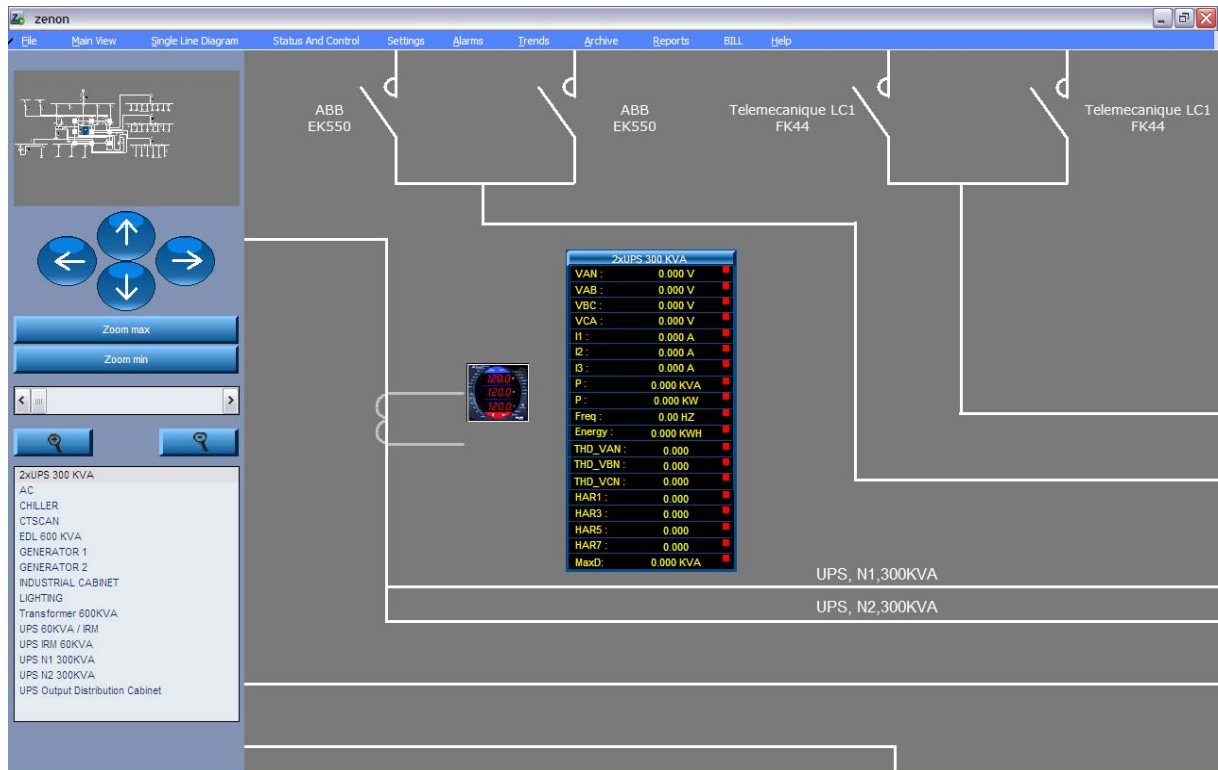 zenon
File Main View Single Line Diagram Status And Control Settings Alarms Trends Archive Reports BILL Help
ABB
EK550
ABB
EK550
Telemecanique LC1
FK44
Telemecanique LC1
FK44
Zoom max
Zoom min
2xUPS 300 KVA
AC
CHILLER
CTSCAN
EDL 600 KVA
GENERATOR 1
GENERATOR 2
INDUSTRIAL CABINET
LIGHTING
Transformer 600KVA
UPS 60KVA / IRM
UPS IRM 60KVA
UPS N1 300KVA
UPS N2 300KVA
UPS Output Distribution Cabinet
120.0
120.0
120.0
2xUPS 300 KVA
VAN : 0.000 V
VAB : 0.000 V
VBC : 0.000 V
VCA : 0.000 V
I1 : 0.000 A
I2 : 0.000 A
I3 : 0.000 A
P : 0.000 KVA
P : 0.000 KW
Freq : 0.00 HZ
Energy : 0.000 KWH
THD_VAN : 0.000
THD_VBN : 0.000
THD_VCN : 0.000
HAR1 : 0.000
HAR3 : 0.000
HAR5 : 0.000
HAR7 : 0.000
MaxD: 0.000 KVA
UPS, N1,300KVA
UPS, N2,300KVA